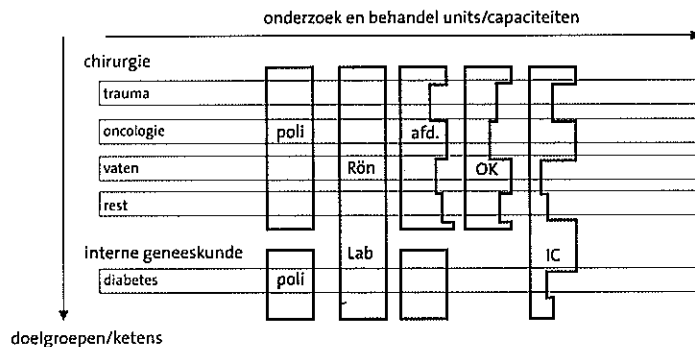 onderzoek en behandel units/capaciteiten
chirurgie
trauma
oncologie poli afd.
vaten Rön OK
rest
interne geneeskunde Lab IC
diabetes poli
doelgroepen/ketens